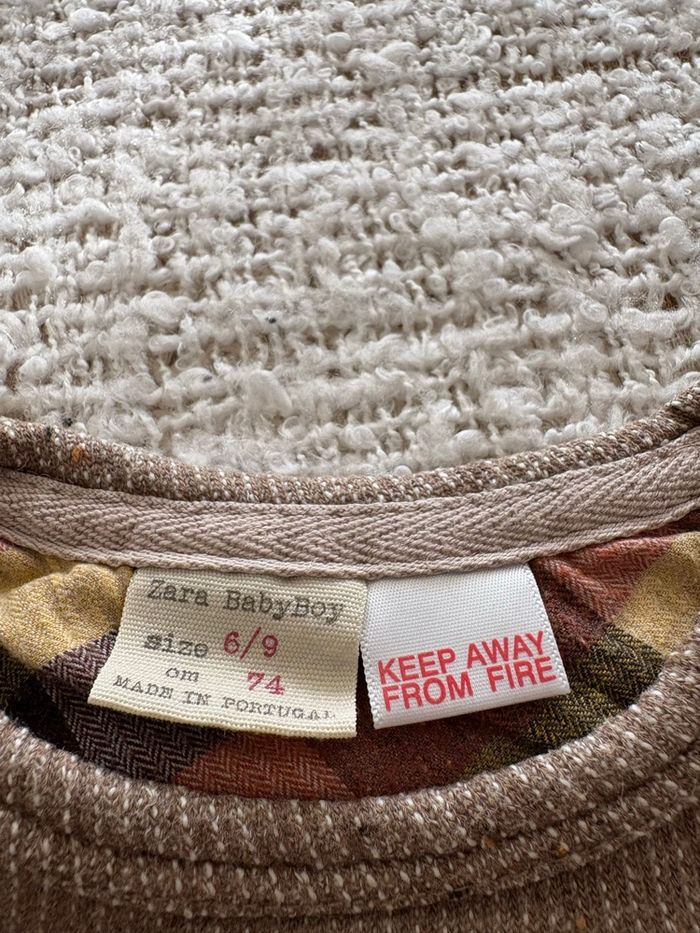 Zara BabyBoy
size 6/9
cm 74
MADE IN PORTUGAL
KEEP AWAY
FROM FIRE